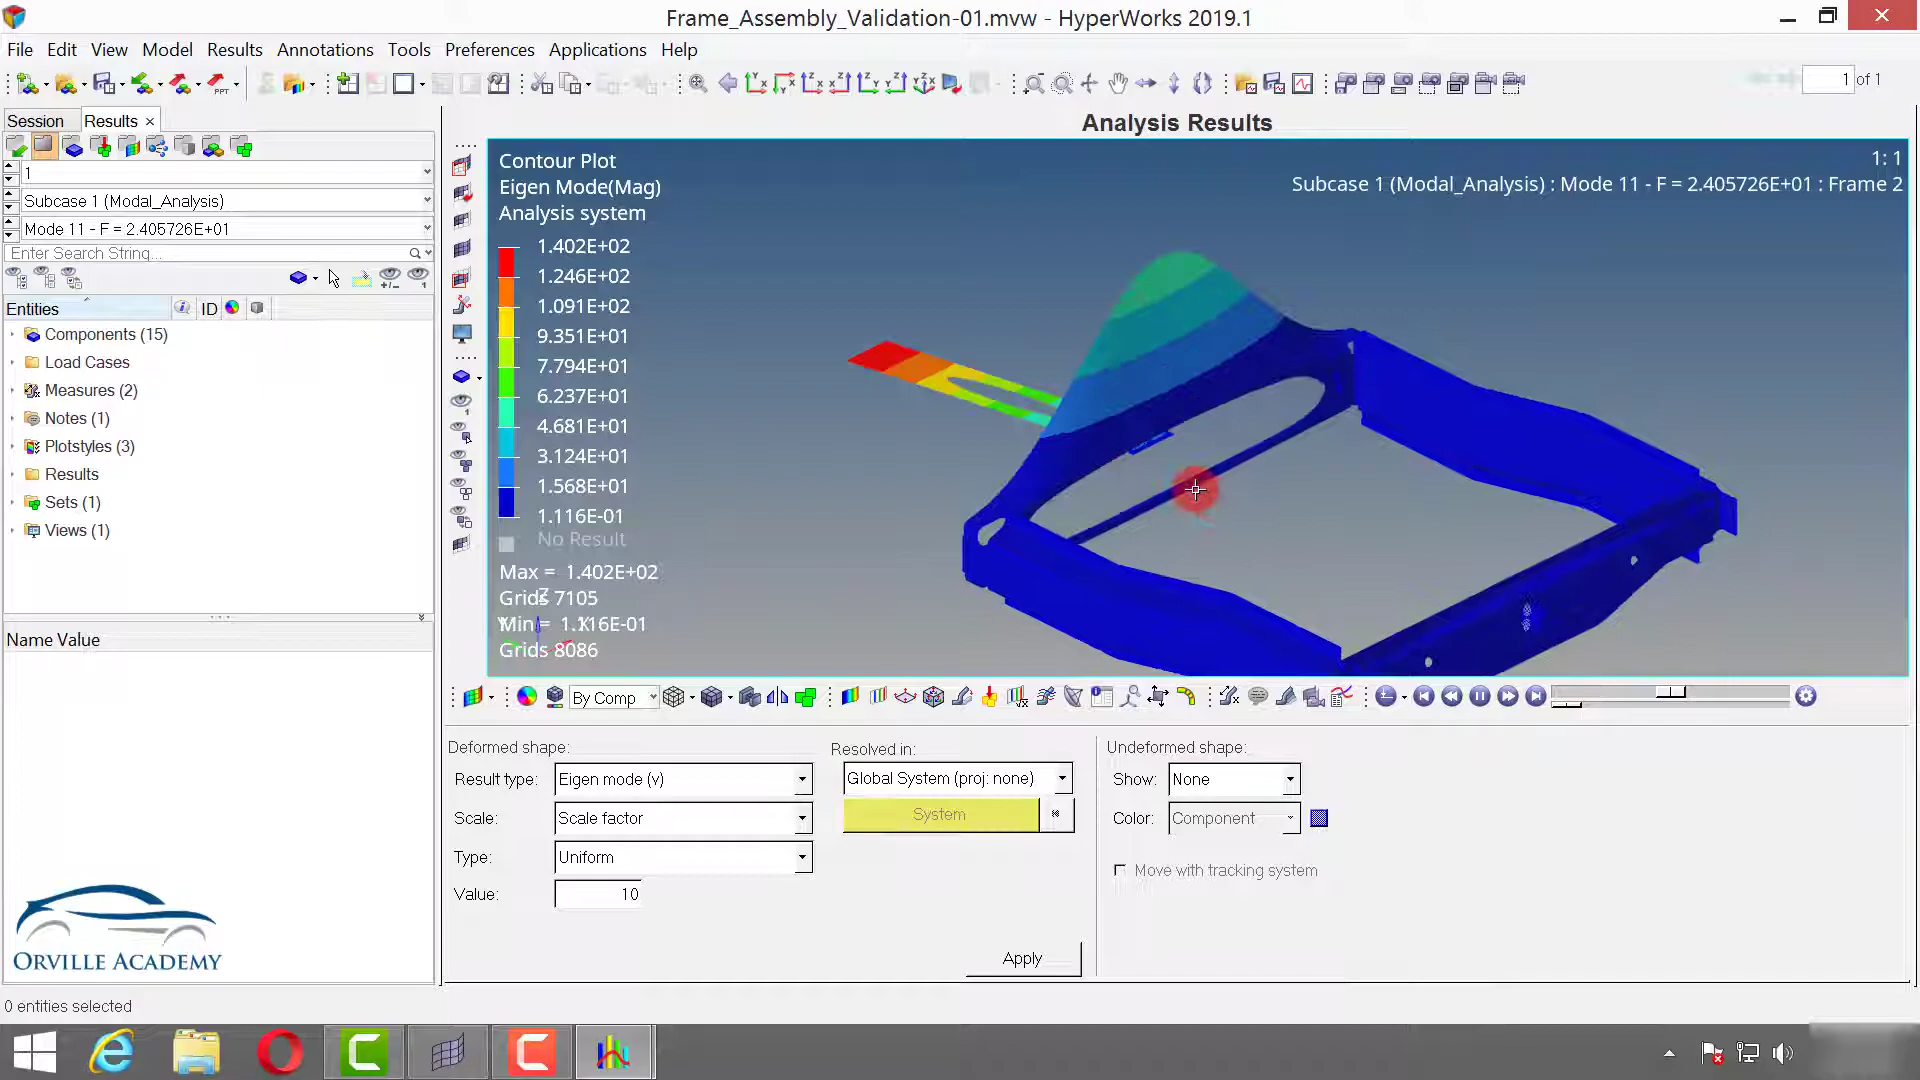 Frame_Assembly_Validation-01.mvw - HyperWorks 2019.1
File Edit View Model Results Annotations Tools Preferences Applications Help
1 of 1
Session Results
Analysis Results
1
Subcase 1 (Modal_Analysis)
Mode 11 - F = 2.405726E+01
Enter Search String...
Entities ID
Components (15)
Load Cases
Measures (2)
Notes (1)
Plotstyles (3)
Results
Sets (1)
Views (1)
Name Value
ORVILLE ACADEMY
Contour Plot
Eigen Mode(Mag)
Analysis system
1.402E+02
1.246E+02
1.091E+02
9.351E+01
7.794E+01
6.237E+01
4.681E+01
3.124E+01
1.568E+01
1.116E-01
No Result
Max = 1.402E+02
Grids 7105
Min = 1.116E-01
Grids 8086
Z
Y
X
1: 1
Subcase 1 (Modal_Analysis) : Mode 11 - F = 2.405726E+01 : Frame 2
By Comp
Deformed shape:
Result type: Eigen mode (v)
Scale: Scale factor
Type: Uniform
Value: 10
Resolved in:
Global System (proj: none)
System
Apply
Undeformed shape:
Show: None
Color: Component
Move with tracking system
0 entities selected